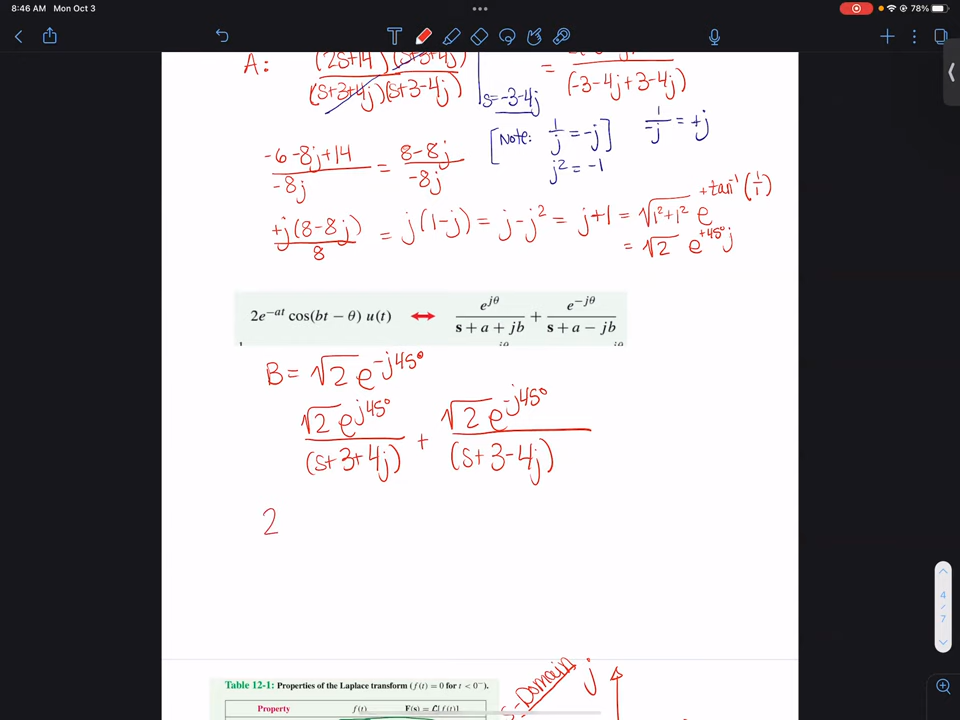 8:46 AM Mon Oct 3
78%
A: (2s+14)(s+3+4j) / (s+3+4j)(s+3-4j) | s=-3-4j
= / (-3-4j+3-4j)
[Note: 1/j = -j] 1/-j = +j
j² = -1
-6-8j+14 / -8j = 8-8j / -8j
+j(8-8j) / 8 = j(1-j) = j-j² = j+1 = √1²+1² e^+tan⁻¹(1/1)
= √2 e^+45°j
2e^−at cos(bt − θ) u(t) ↔ e^jθ / s + a + jb + e^−jθ / s + a − jb
B = √2 e^-j45°
√2 e^j45° / (s+3+4j) + √2 e^-j45° / (s+3-4j)
2
Domain j
Table 12-1: Properties of the Laplace transform (f(t) = 0 for t < 0⁻).
Property f(t) F(s) = ℒ[f(t)]
4
/
7